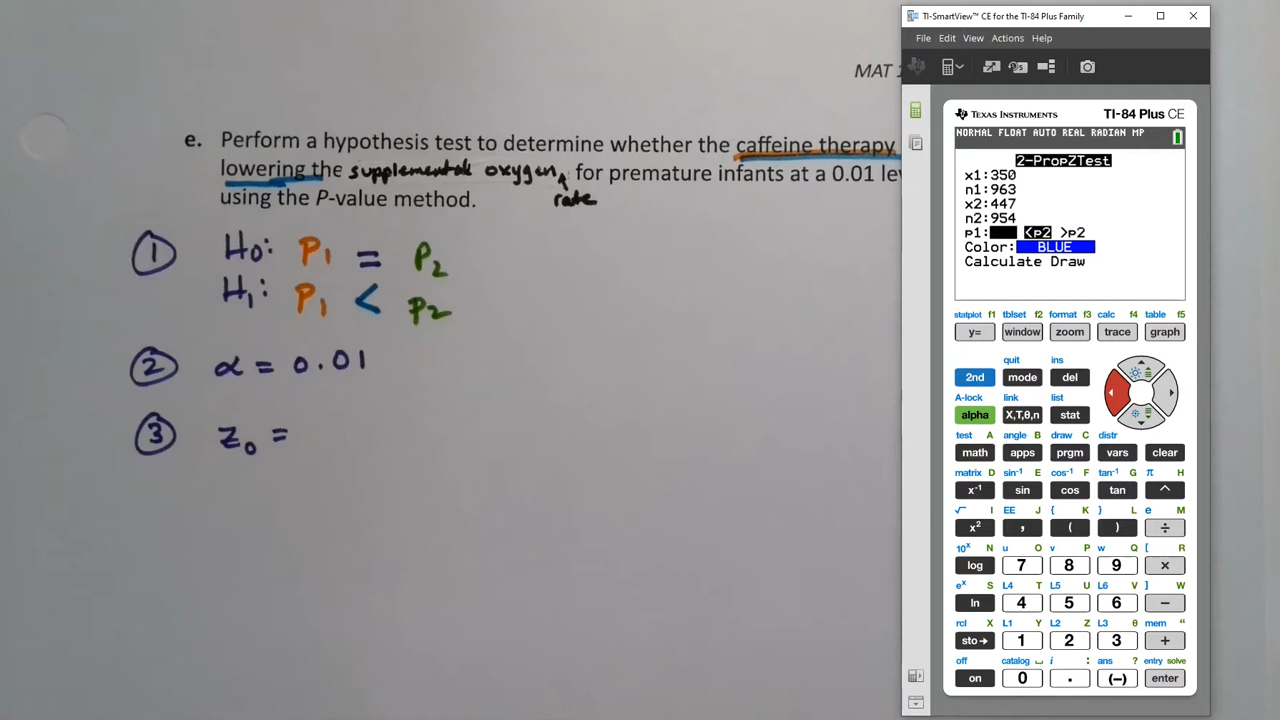 TI-SmartView™ CE for the TI-84 Plus Family
File Edit View Actions Help
MAT 1
e. Perform a hypothesis test to determine whether the caffeine therapy
lowering the supplemental oxygen for premature infants at a 0.01 le
rate
using the P-value method.
1 H0: P1 = P2
H1: P1 < P2
2 α = 0.01
3 z0 =
TEXAS INSTRUMENTS TI-84 Plus CE
NORMAL FLOAT AUTO REAL RADIAN MP
2-PropZTest
x1:350
n1:963
x2:447
n2:954
p1: <p2 >p2
Color: BLUE
Calculate Draw
statplot f1 tblset f2 format f3 calc f4 table f5
y= window zoom trace graph
quit ins
2nd mode del
A-lock link list
alpha X,T,θ,n stat
test A angle B draw C distr
math apps prgm vars clear
matrix D sin-1 E cos-1 F tan-1 G π H
x-1 sin cos tan ^
√ I EE J { K } L e M
x2 , ( ) ÷
10x N u O v P w Q [ R
log 7 8 9 ×
ex S L4 T L5 U L6 V ] W
ln 4 5 6 −
rcl X L1 Y L2 Z L3 θ mem “
sto→ 1 2 3 +
off catalog ⎵ i : ans ? entry solve
on 0 . (−) enter